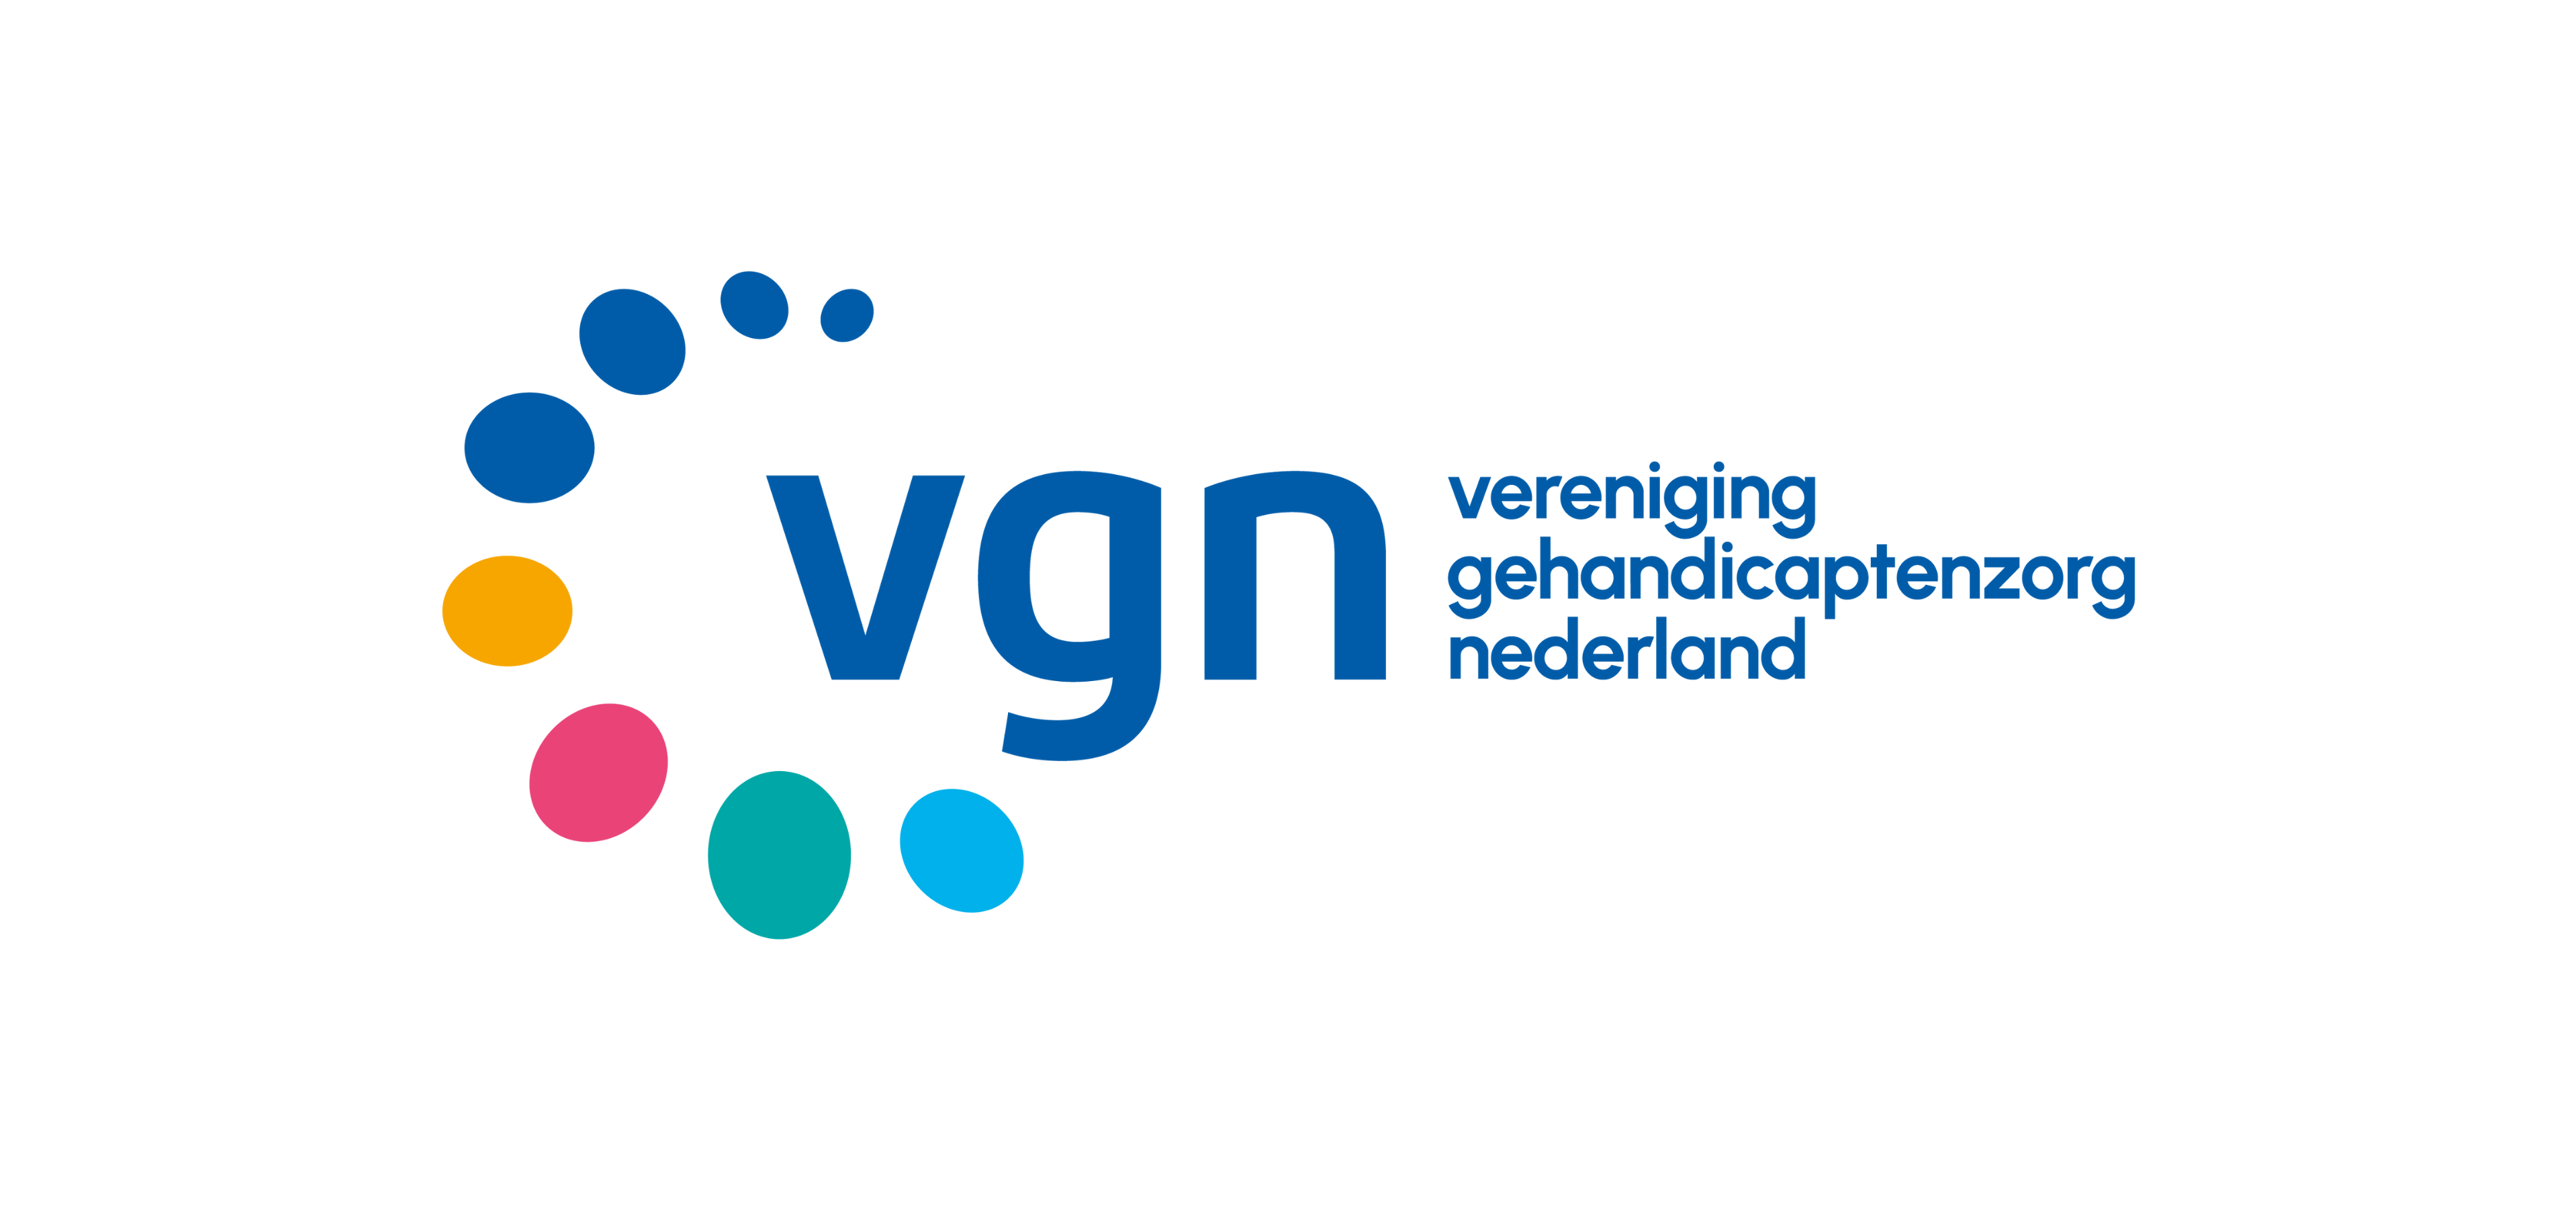 vgn
vereniging
gehandicaptenzorg
nederland